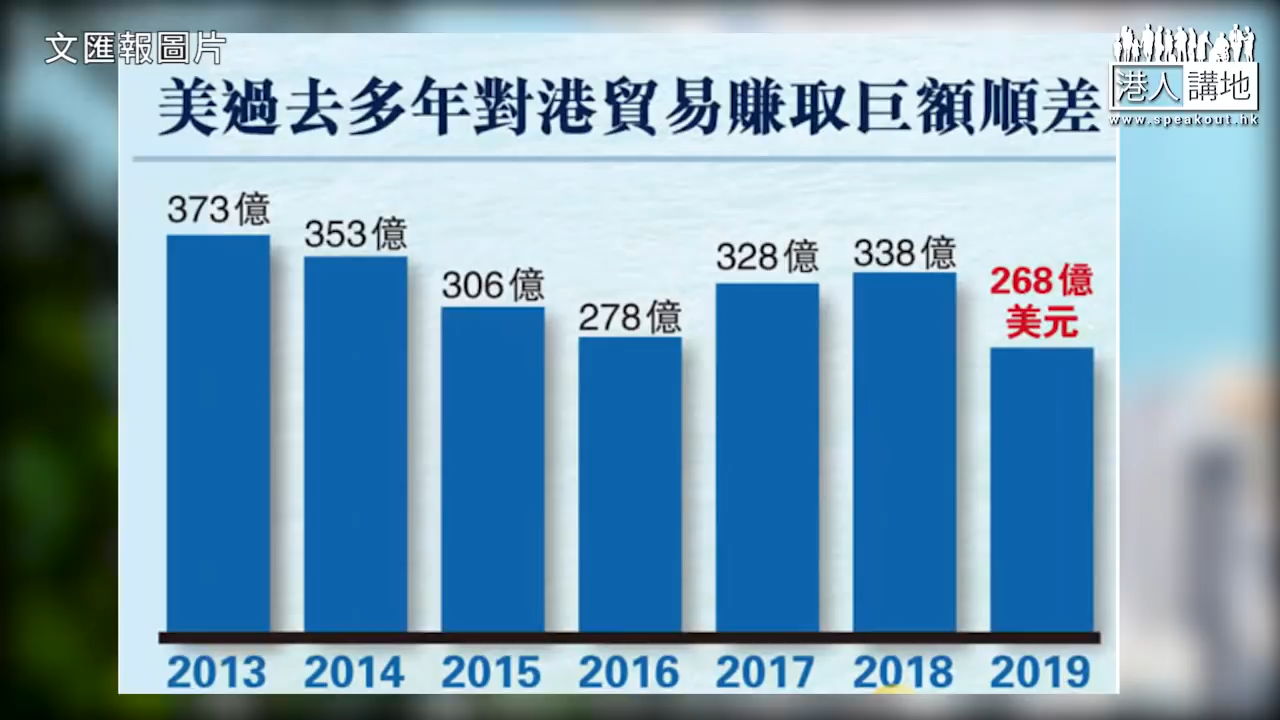 文匯報圖片
港人講地
www.speakout.hk
美過去多年對港貿易賺取巨額順差
373億
353億
306億
278億
328億
338億
268億
美元
2013 2014 2015 2016 2017 2018 2019